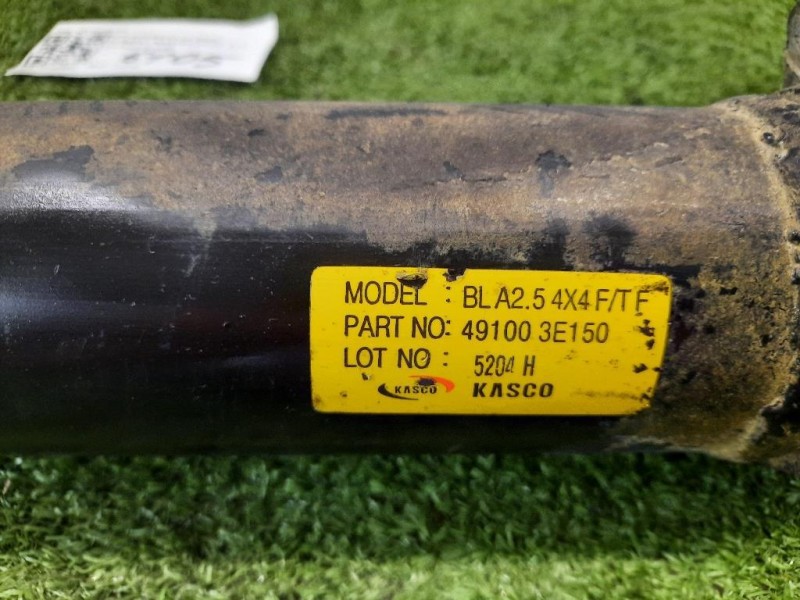 MODEL : BL A2.5 4X4 F/T F
PART NO: 49100 3E150
LOT NO : 5204 H
KASCO KASCO